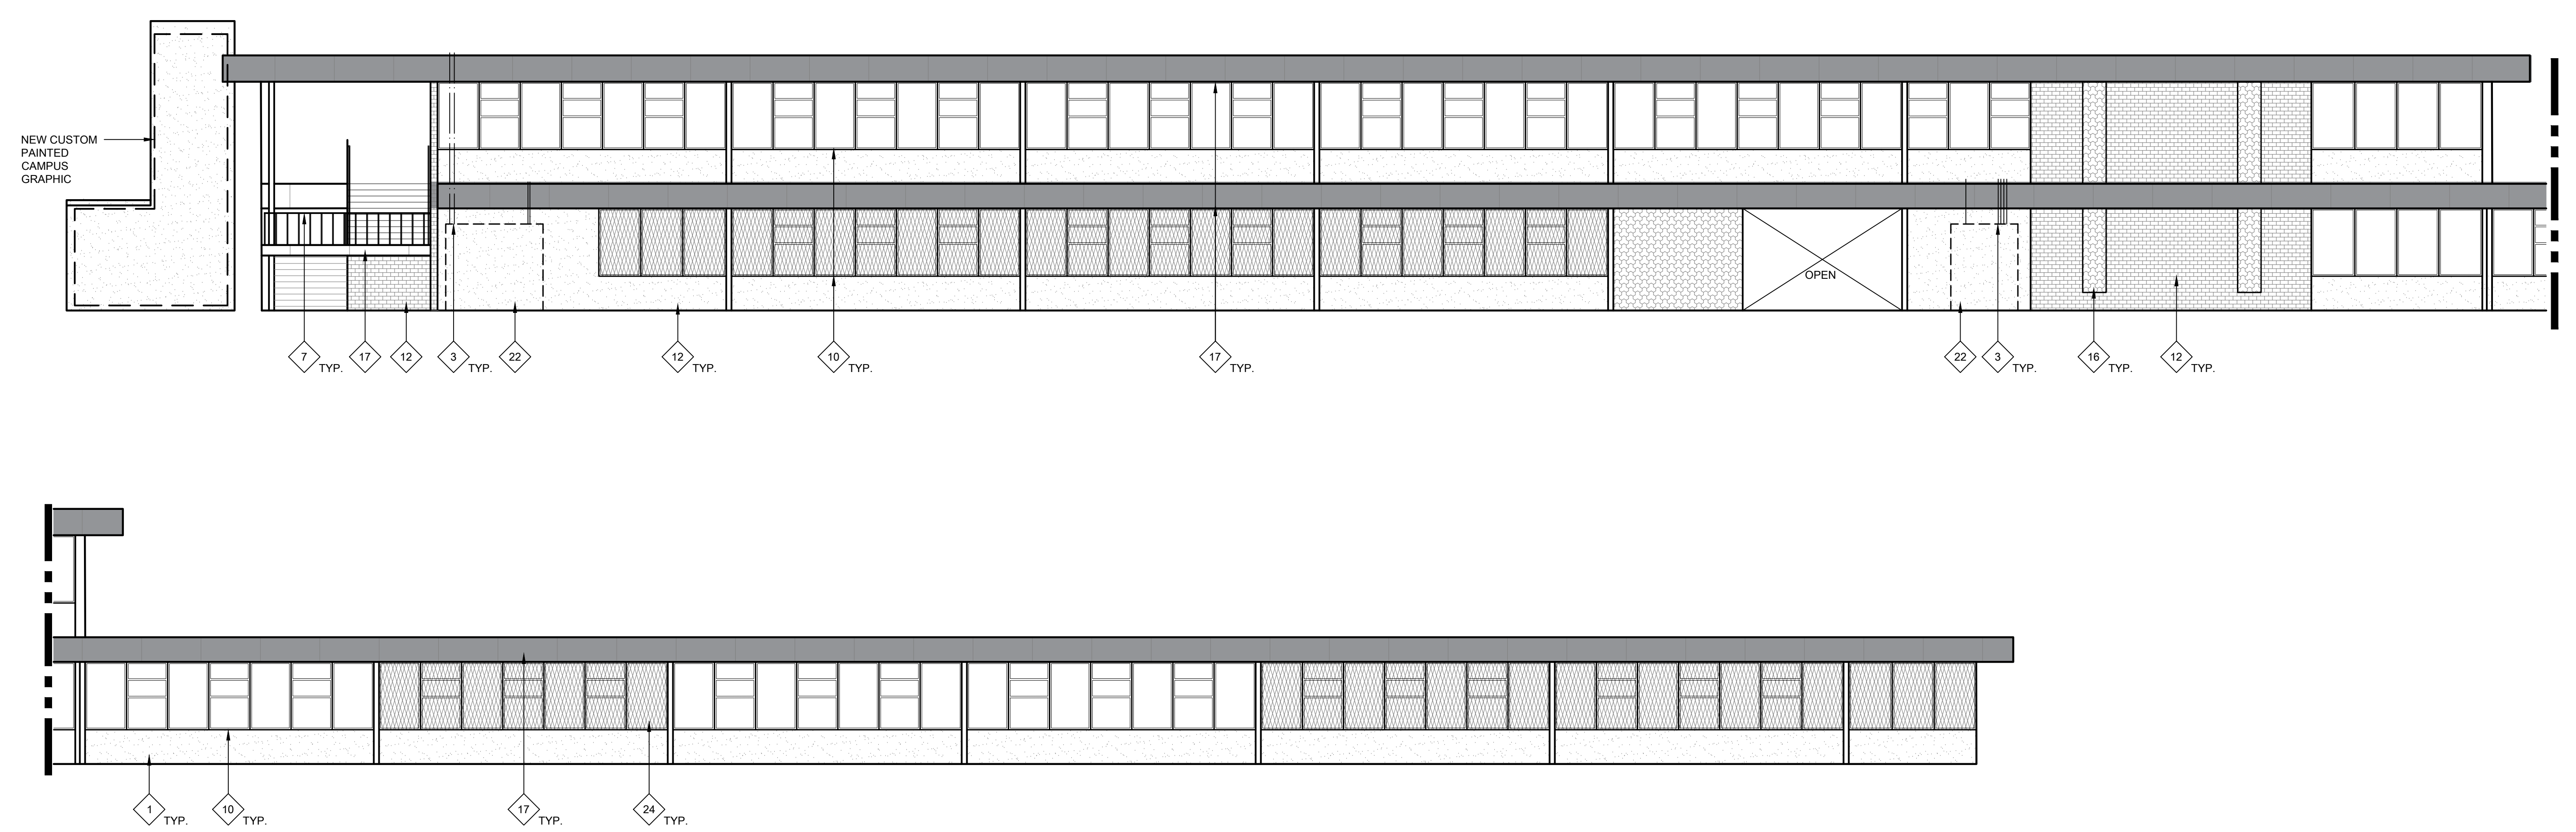 NEW CUSTOM
PAINTED
CAMPUS
GRAPHIC
OPEN
7 TYP.
17
12
3 TYP.
22
12 TYP.
10 TYP.
17 TYP.
22
3 TYP.
16 TYP.
12 TYP.
1 TYP.
10 TYP.
17 TYP.
24 TYP.